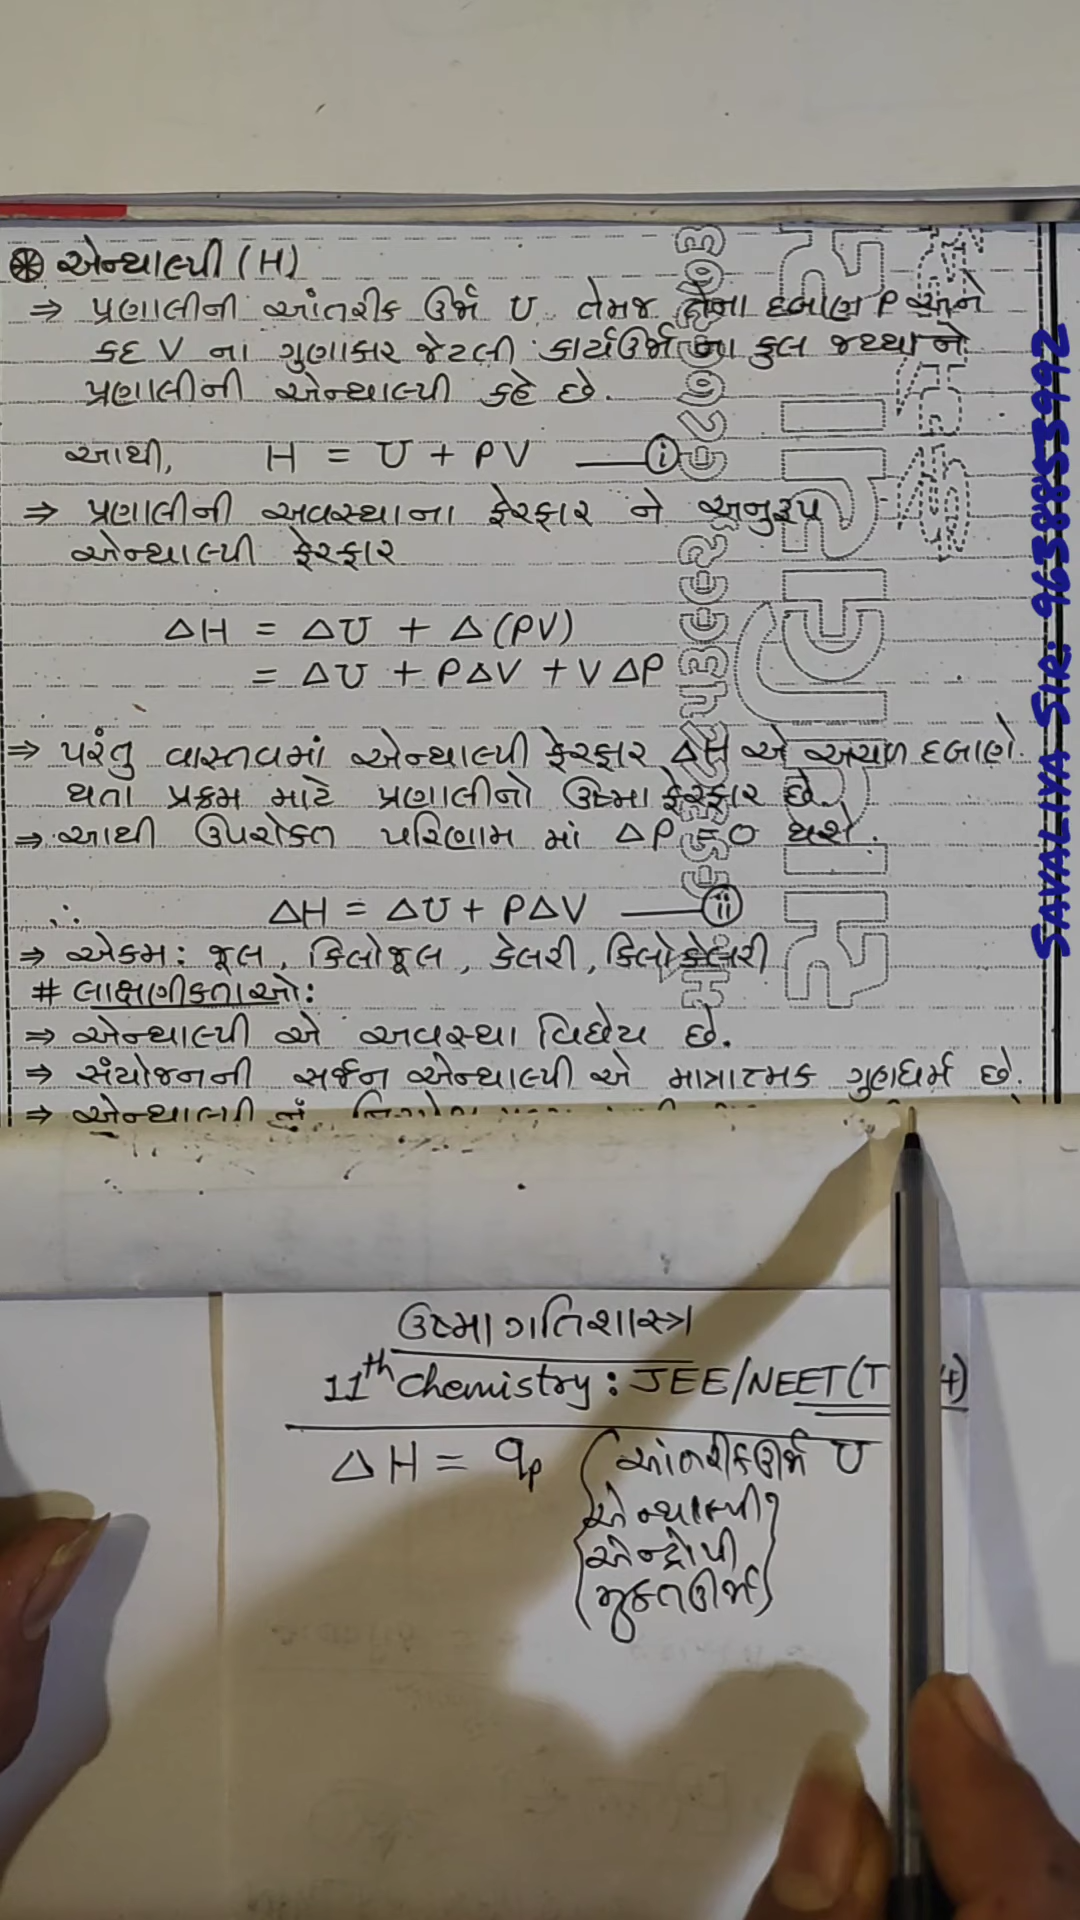 એન્થાલ્પી (H)
⇒ પ્રણાલીની આંતરીક ઉર્જા U તેમજ તેના દબાણ P અને
કદ V ના ગુણાકાર જેટલી કાર્યઉર્જા ના કુલ જથ્થા ને
પ્રણાલીની એન્થાલ્પી કહે છે.
આથી, H = U + PV —— (i)
⇒ પ્રણાલીની અવસ્થાના ફેરફાર ને અનુરૂપ
એન્થાલ્પી ફેરફાર
ΔH = ΔU + Δ(PV)
= ΔU + PΔV + VΔP
⇒ પરંતુ વાસ્તવમાં એન્થાલ્પી ફેરફાર ΔH એ અચળ દબાણે
થતા પ્રક્રમ માટે પ્રણાલીનો ઉષ્મા ફેરફાર છે.
⇒ આથી ઉપરોક્ત પરિણામ માં ΔP = 0 થશે.
∴ ΔH = ΔU + PΔV —— (ii)
⇒ એકમ: જૂલ, કિલોજૂલ, કેલરી, કિલોકેલરી
# લાક્ષણીકતાઓ:
⇒ એન્થાલ્પી એ અવસ્થા વિધેય છે.
⇒ સંયોજનની સર્જન એન્થાલ્પી એ માત્રાત્મક ગુણધર્મ છે.
⇒ એન્થાલ્પી નું
SAVALIYA SIR: 9638853992
ઉષ્માગતિશાસ્ત્ર
11th Chemistry: JEE/NEET(T 4)
ΔH = qp (આંતરીકઊર્જા U
એન્થાલ્પી?
એન્ટ્રોપી
મુક્તઊર્જા)